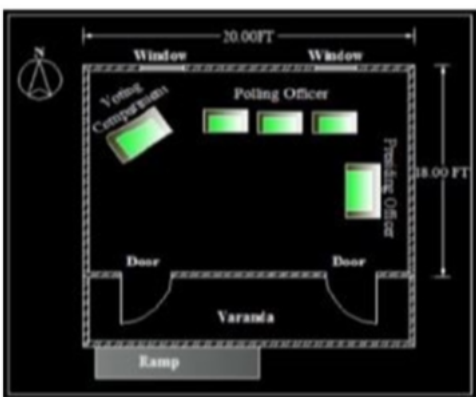 20.00FT
N
Window
Window
Voting
Compartment
Polling Officer
18.00 FT
Presiding Officer
Door
Door
Varanda
Ramp